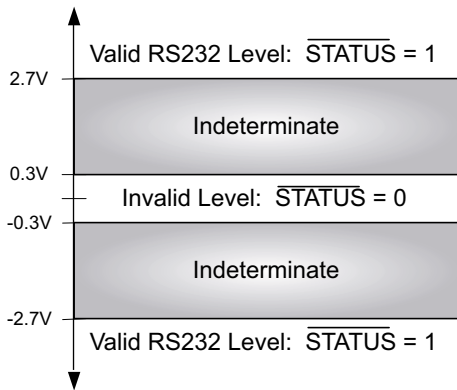 Valid RS232 Level: STATUS = 1
2.7V
Indeterminate
0.3V
Invalid Level: STATUS = 0
-0.3V
Indeterminate
-2.7V
Valid RS232 Level: STATUS = 1